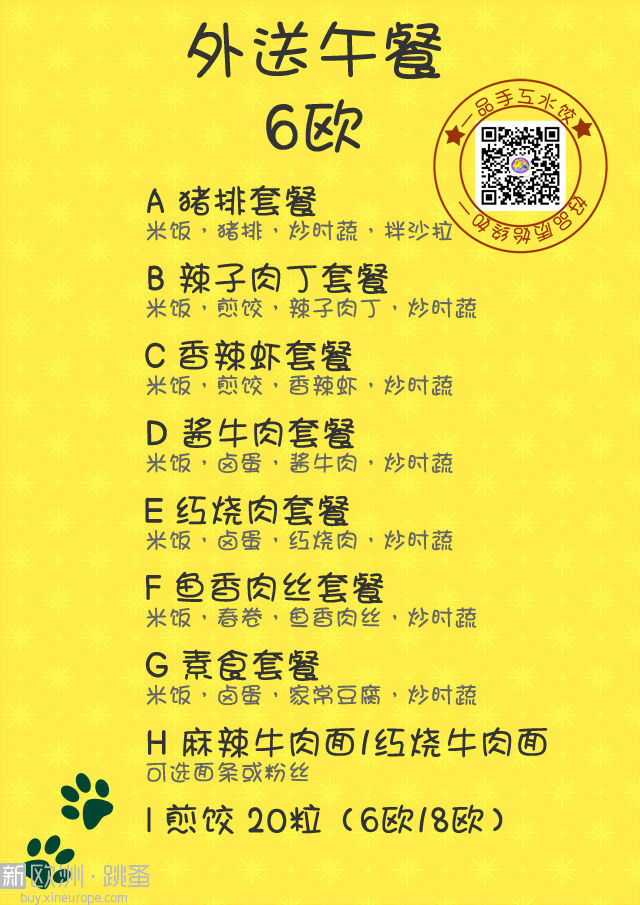 外送午餐
6欧
一品手工水饺
好品质始终如一
A 猪排套餐
米饭，猪排，炒时蔬，拌沙拉
B 辣子肉丁套餐
米饭，煎饺，辣子肉丁，炒时蔬
C 香辣虾套餐
米饭，煎饺，香辣虾，炒时蔬
D 酱牛肉套餐
米饭，卤蛋，酱牛肉，炒时蔬
E 红烧肉套餐
米饭，卤蛋，红烧肉，炒时蔬
F 鱼香肉丝套餐
米饭，春卷，鱼香肉丝，炒时蔬
G 素食套餐
米饭，卤蛋，家常豆腐，炒时蔬
H 麻辣牛肉面/红烧牛肉面
可选面条或粉丝
I 煎饺 20粒（6欧/8欧）
新欧洲·跳蚤
buy.xineurope.com